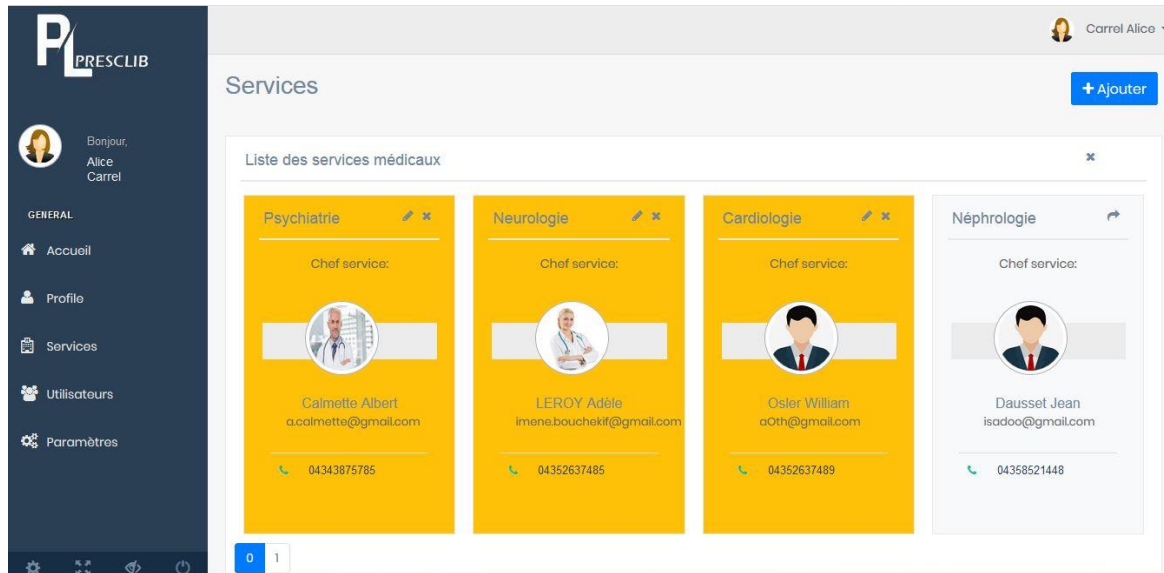 PL PRESCLIB
Carrel Alice
Services
+ Ajouter
Bonjour,
Alice
Carrel
GENERAL
Accueil
Profile
Services
Utilisateurs
Paramètres
Liste des services médicaux
Psychiatrie
Chef service:
Calmette Albert
a.calmette@gmail.com
04343875785
Neurologie
Chef service:
LEROY Adèle
imene.bouchekif@gmail.com
04352637485
Cardiologie
Chef service:
Osler William
aOth@gmail.com
04352637489
Néphrologie
Chef service:
Dausset Jean
isadoo@gmail.com
04358521448
0 1